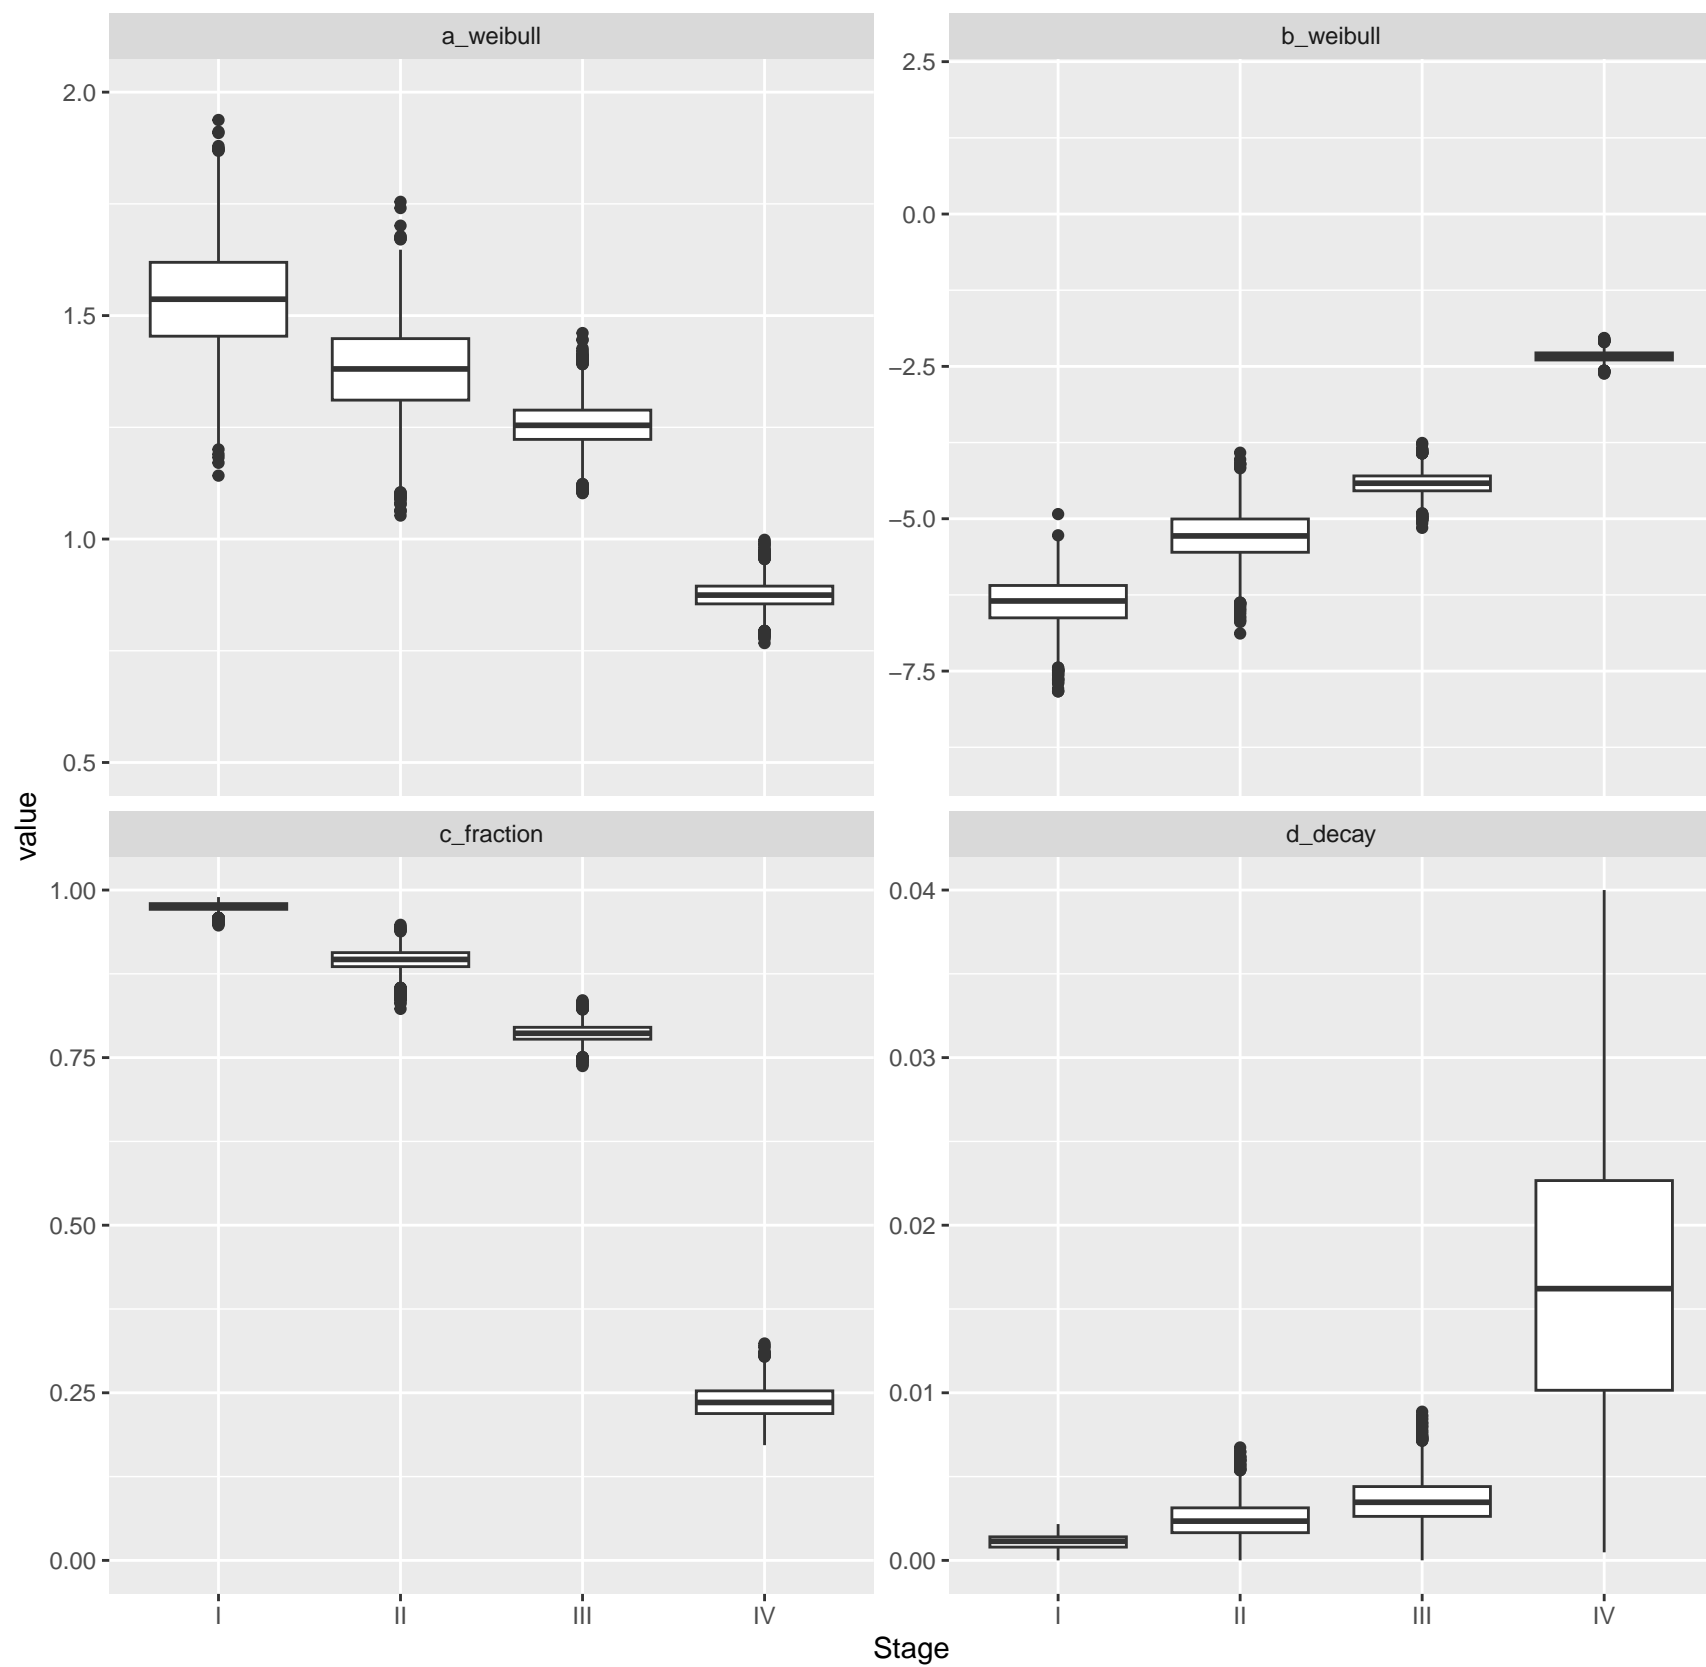 a_weibull
b_weibull
2.0
1.5
1.0
0.5
2.5
0.0
−2.5
−5.0
−7.5
value
c_fraction
d_decay
1.00
0.75
0.50
0.25
0.00
0.04
0.03
0.02
0.01
0.00
I II III IV
I II III IV
Stage